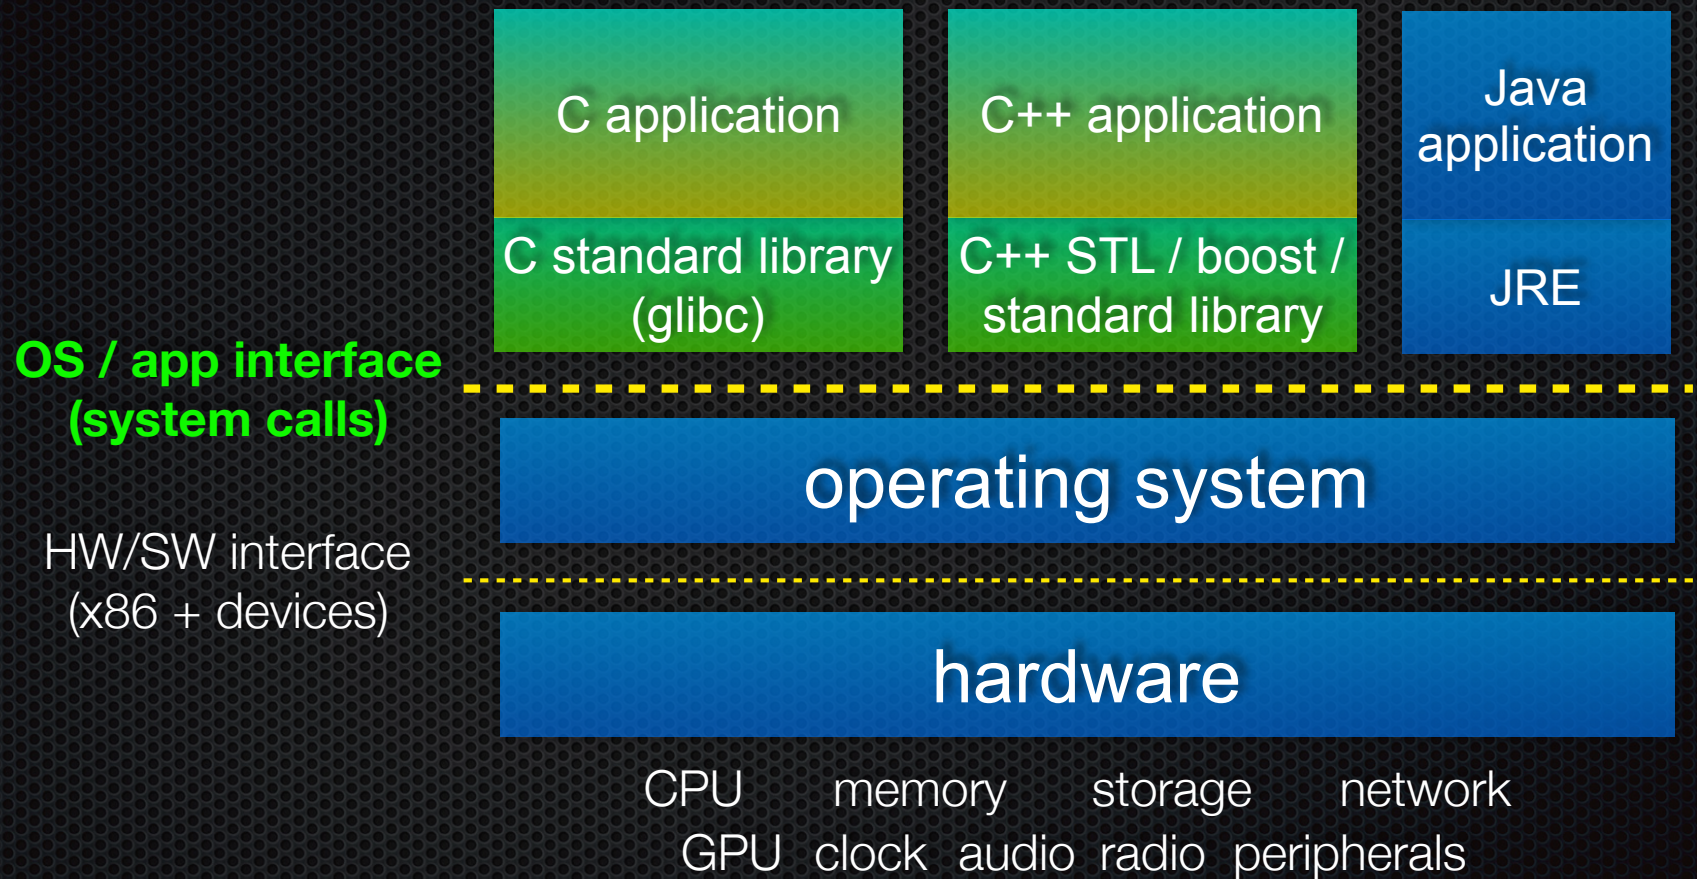 C application
C++ application
Java
application
C standard library
(glibc)
C++ STL / boost /
standard library
JRE
OS / app interface
(system calls)
operating system
HW/SW interface
(x86 + devices)
hardware
CPU memory storage network
GPU clock audio radio peripherals